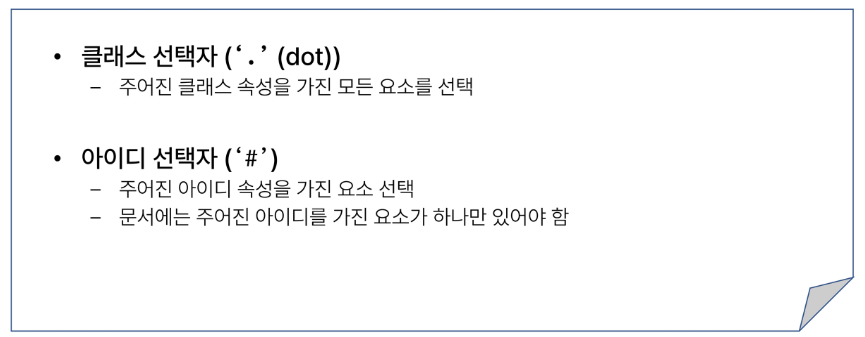 • 클래스 선택자 (‘.’ (dot))
– 주어진 클래스 속성을 가진 모든 요소를 선택
• 아이디 선택자 (‘#’)
– 주어진 아이디 속성을 가진 요소 선택
– 문서에는 주어진 아이디를 가진 요소가 하나만 있어야 함